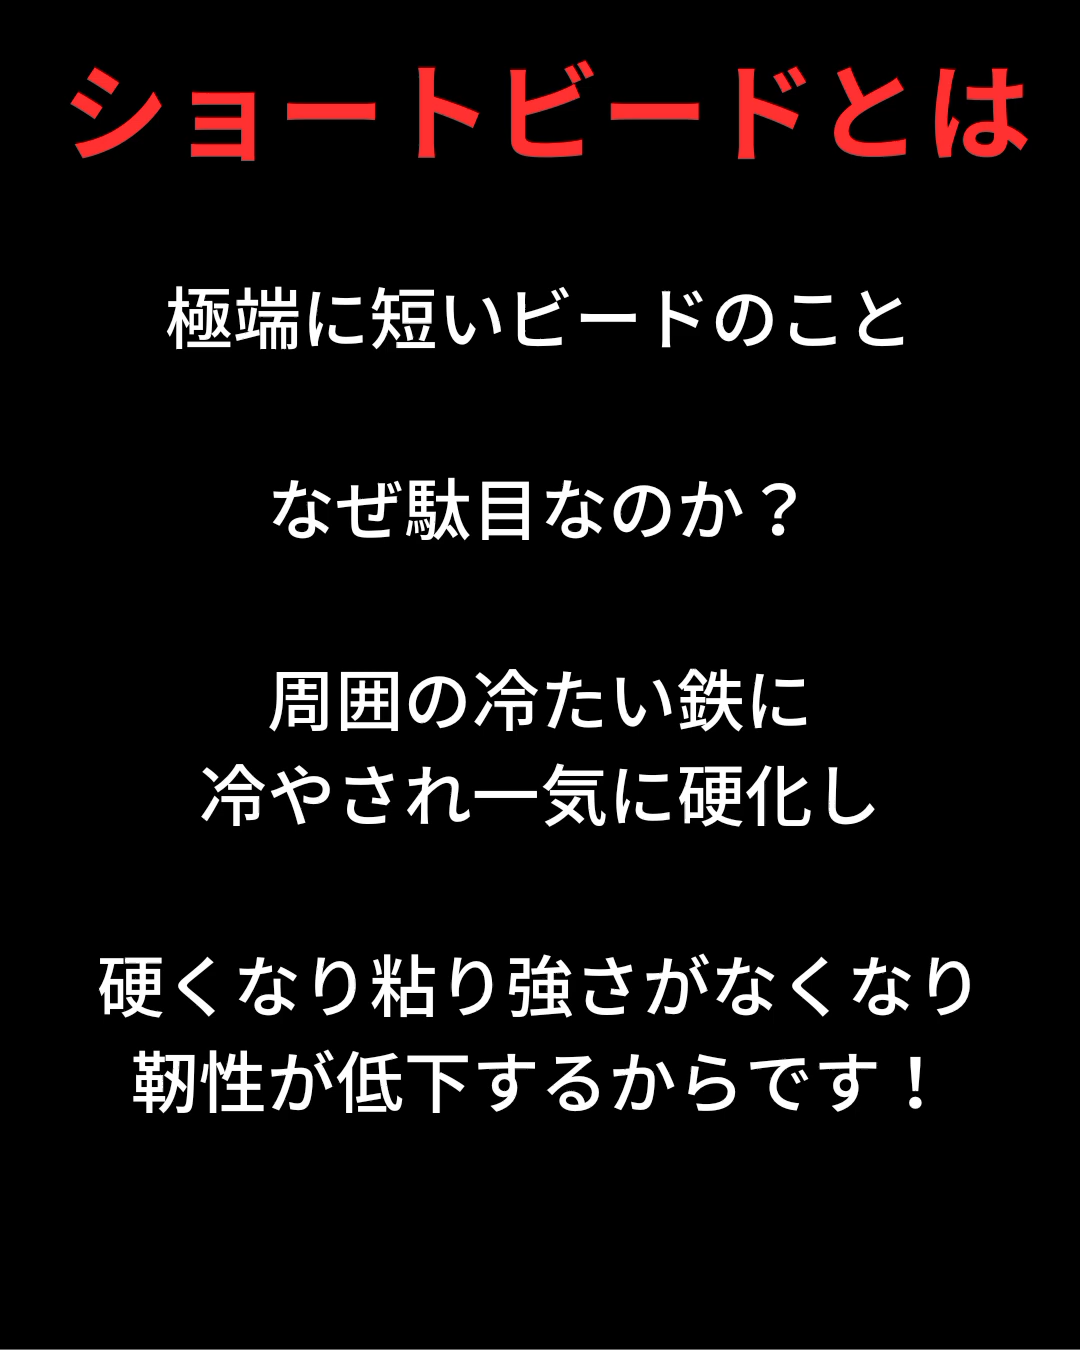 ショートビードとは
極端に短いビードのこと
なぜ駄目なのか？
周囲の冷たい鉄に
冷やされ一気に硬化し
硬くなり粘り強さがなくなり
靭性が低下するからです！